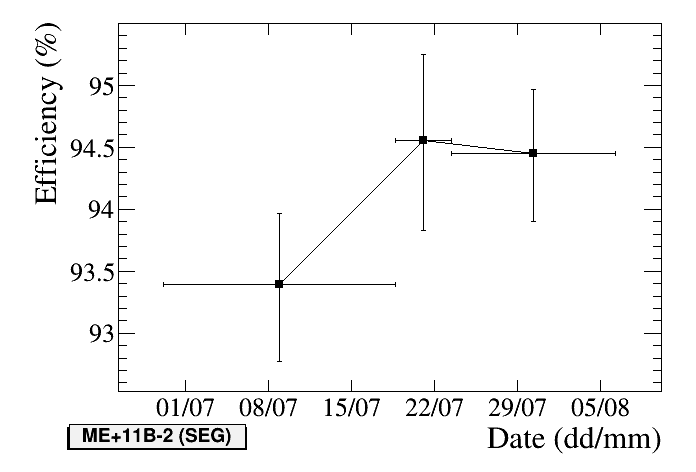 Efficiency (%)
95
94.5
94
93.5
93
01/07 08/07 15/07 22/07 29/07 05/08
ME+11B-2 (SEG)
Date (dd/mm)